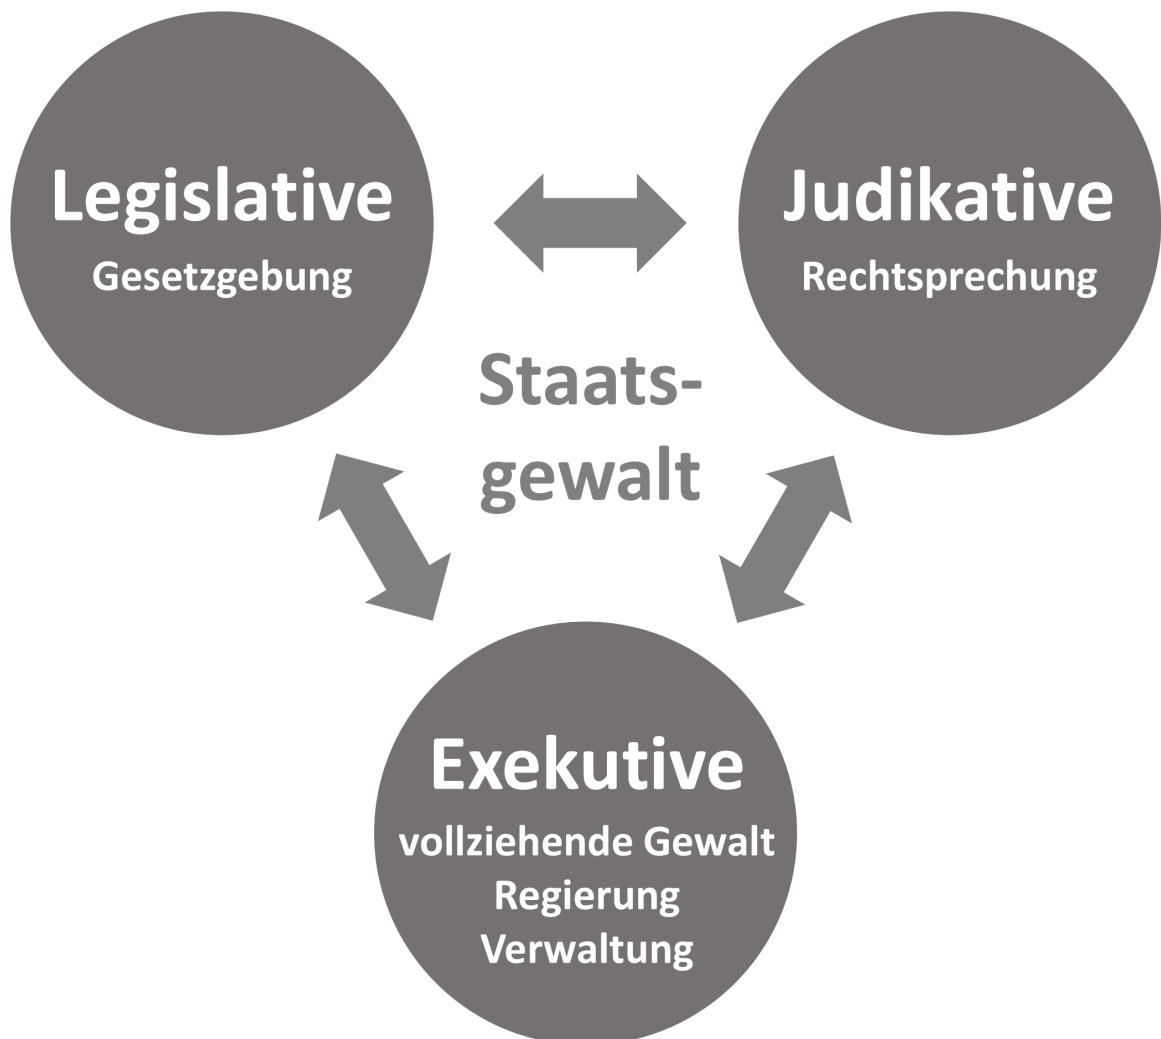 Legislative
Gesetzgebung
Judikative
Rechtsprechung
Staats-
gewalt
Exekutive
vollziehende Gewalt
Regierung
Verwaltung